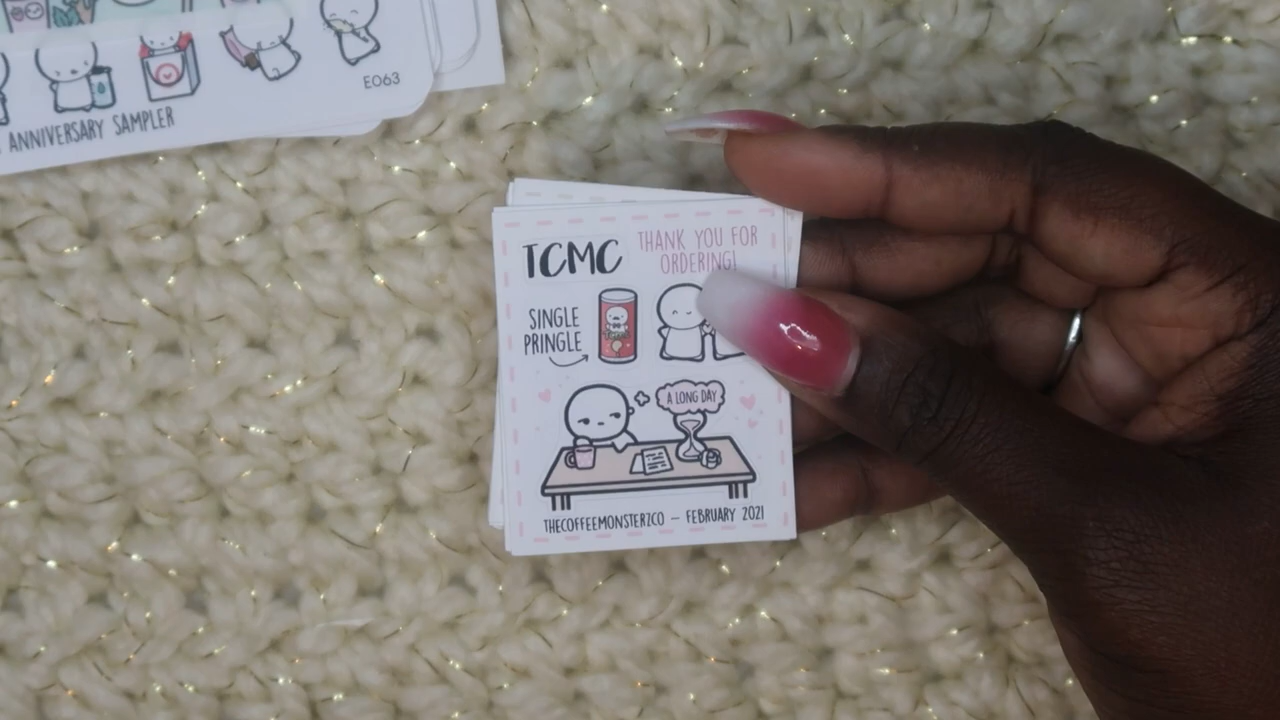 E063
ANNIVERSARY SAMPLER
TCMC
THANK YOU FOR
ORDERING!
SINGLE
PRINGLE
A LONG DAY
THECOFFEEMONSTERZCO – FEBRUARY 2021